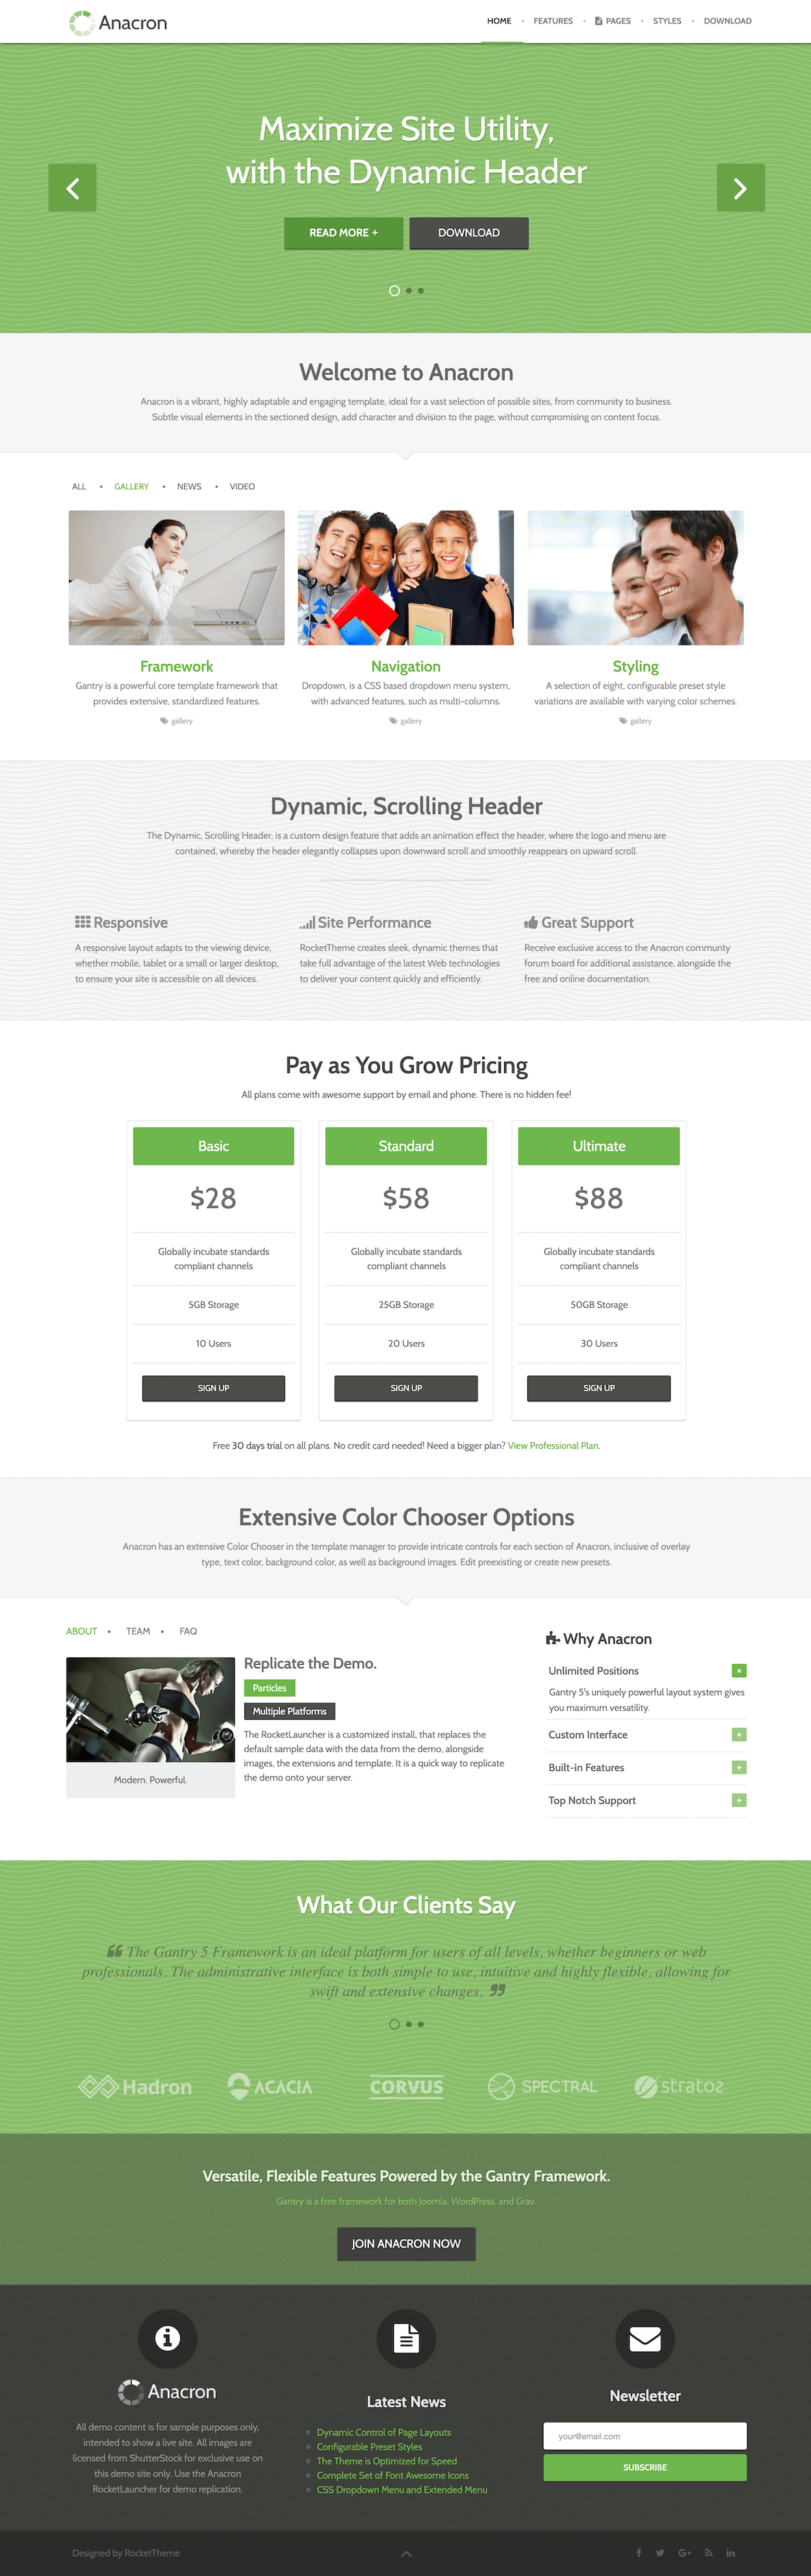 Anacron
HOME • FEATURES • PAGES • STYLES • DOWNLOAD
Maximize Site Utility,
with the Dynamic Header
READ MORE +
DOWNLOAD
Welcome to Anacron
Anacron is a vibrant, highly adaptable and engaging template, ideal for a vast selection of possible sites, from community to business.
Subtle visual elements in the sectioned design, add character and division to the page, without compromising on content focus.
ALL • GALLERY • NEWS • VIDEO
Framework
Gantry is a powerful core template framework that
provides extensive, standardized features.
gallery
Navigation
Dropdown, is a CSS based dropdown menu system,
with advanced features, such as multi-columns.
gallery
Styling
A selection of eight, configurable preset style
variations are available with varying color schemes.
gallery
Dynamic, Scrolling Header
The Dynamic, Scrolling Header, is a custom design feature that adds an animation effect the header, where the logo and menu are
contained, whereby the header elegantly collapses upon downward scroll and smoothly reappears on upward scroll.
Responsive
A responsive layout adapts to the viewing device,
whether mobile, tablet or a small or larger desktop,
to ensure your site is accessible on all devices.
Site Performance
RocketTheme creates sleek, dynamic themes that
take full advantage of the latest Web technologies
to deliver your content quickly and efficiently.
Great Support
Receive exclusive access to the Anacron communty
forum board for additional assistance, alongside the
free and online documentation.
Pay as You Grow Pricing
All plans come with awesome support by email and phone. There is no hidden fee!
Basic
$28
Globally incubate standards
compliant channels
5GB Storage
10 Users
SIGN UP
Standard
$58
Globally incubate standards
compliant channels
25GB Storage
20 Users
SIGN UP
Ultimate
$88
Globally incubate standards
compliant channels
50GB Storage
30 Users
SIGN UP
Free 30 days trial on all plans. No credit card needed! Need a bigger plan? View Professional Plan.
Extensive Color Chooser Options
Anacron has an extensive Color Chooser in the template manager to provide intricate controls for each section of Anacron, inclusive of overlay
type, text color, background color, as well as background images. Edit preexisting or create new presets.
ABOUT • TEAM • FAQ
Modern. Powerful.
Replicate the Demo.
Particles
Multiple Platforms
The RocketLauncher is a customized install, that replaces the
default sample data with the data from the demo, alongside
images, the extensions and template. It is a quick way to replicate
the demo onto your server.
Why Anacron
Unlimited Positions
Gantry 5's uniquely powerful layout system gives
you maximum versatility.
Custom Interface
Built-in Features
Top Notch Support
What Our Clients Say
“ The Gantry 5 Framework is an ideal platform for users of all levels, whether beginners or web
professionals. The administrative interface is both simple to use, intuitive and highly flexible, allowing for
swift and extensive changes. ”
Hadron
ACACIA
CORVUS
SPECTRAL
stratos
Versatile, Flexible Features Powered by the Gantry Framework.
Gantry is a free framework for both Joomla, WordPress, and Grav.
JOIN ANACRON NOW
Anacron
All demo content is for sample purposes only,
intended to show a live site. All images are
licensed from ShutterStock for exclusive use on
this demo site only. Use the Anacron
RocketLauncher for demo replication.
Latest News
Dynamic Control of Page Layouts
Configurable Preset Styles
The Theme is Optimized for Speed
Complete Set of Font Awesome Icons
CSS Dropdown Menu and Extended Menu
Newsletter
your@email.com
SUBSCRIBE
Designed by RocketTheme